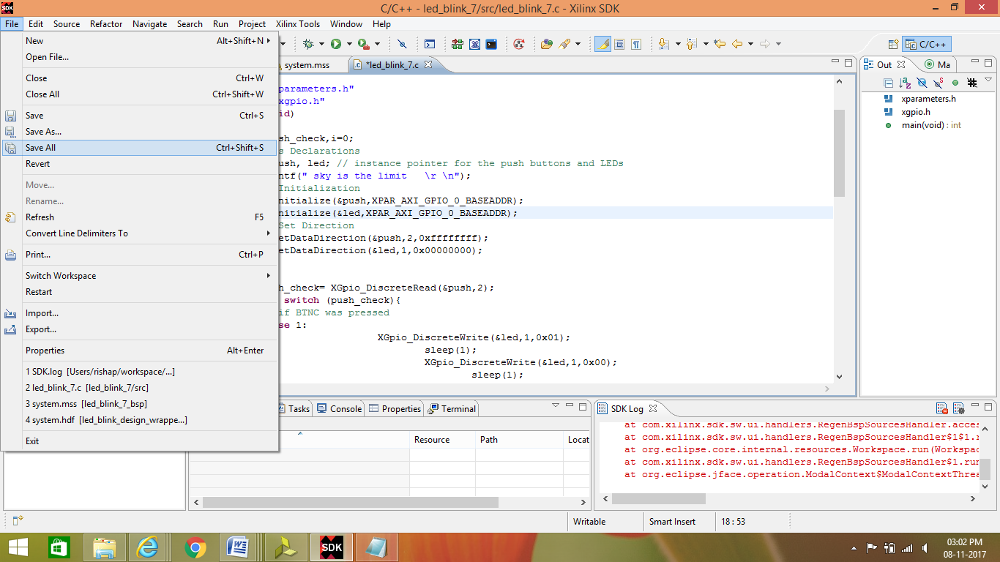 SDK
C/C++ - led_blink_7/src/led_blink_7.c - Xilinx SDK
File Edit Source Refactor Navigate Search Run Project Xilinx Tools Window Help
New Alt+Shift+N
Open File...
Close Ctrl+W
Close All Ctrl+Shift+W
Save Ctrl+S
Save As...
Save All Ctrl+Shift+S
Revert
Move...
Rename...
Refresh F5
Convert Line Delimiters To
Print... Ctrl+P
Switch Workspace
Restart
Import...
Export...
Properties Alt+Enter
1 SDK.log [Users/rishap/workspace/...]
2 led_blink_7.c [led_blink_7/src]
3 system.mss [led_blink_7_bsp]
4 system.hdf [led_blink_design_wrappe...]
Exit
C/C++
system.mss *led_blink_7.c
parameters.h"
xgpio.h"
id)
sh_check,i=0;
s Declarations
ush, led; // instance pointer for the push buttons and LEDs
ntf(" sky is the limit \r \n");
Initialization
nitialize(&push,XPAR_AXI_GPIO_0_BASEADDR);
nitialize(&led,XPAR_AXI_GPIO_0_BASEADDR);
Set Direction
etDataDirection(&push,2,0xffffffff);
etDataDirection(&led,1,0x00000000);
h_check= XGpio_DiscreteRead(&push,2);
switch (push_check){
if BTNC was pressed
se 1:
XGpio_DiscreteWrite(&led,1,0x01);
sleep(1);
XGpio_DiscreteWrite(&led,1,0x00);
sleep(1);
Out Ma
xparameters.h
xgpio.h
main(void) : int
Tasks Console Properties Terminal
Resource Path Locat
SDK Log
at com.xilinx.sdk.sw.ui.handlers.RegenBspSourcesHandler.acces
at com.xilinx.sdk.sw.ui.handlers.RegenBspSourcesHandler$1$1.r
at org.eclipse.core.internal.resources.Workspace.run(Workspac
at com.xilinx.sdk.sw.ui.handlers.RegenBspSourcesHandler$1.run
at org.eclipse.jface.operation.ModalContext$ModalContextThrea
Writable Smart Insert 18 : 53
SDK
03:02 PM
08-11-2017